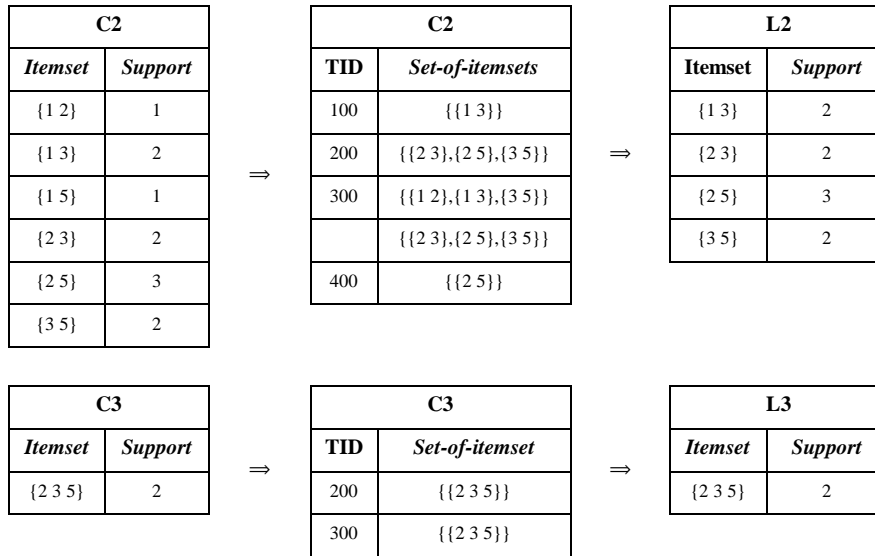 C2 C2 L2
Itemset Support TID Set-of-itemsets Itemset Support
{1 2} 1 100 {{1 3}} {1 3} 2
{1 3} 2 200 {{2 3},{2 5},{3 5}} {2 3} 2
⇒ ⇒
{1 5} 1 300 {{1 2},{1 3},{3 5}} {2 5} 3
{2 3} 2 {{2 3},{2 5},{3 5}} {3 5} 2
{2 5} 3 400 {{2 5}}
{3 5} 2
C3 C3 L3
Itemset Support TID Set-of-itemset Itemset Support
⇒ ⇒
{2 3 5} 2 200 {{2 3 5}} {2 3 5} 2
300 {{2 3 5}}